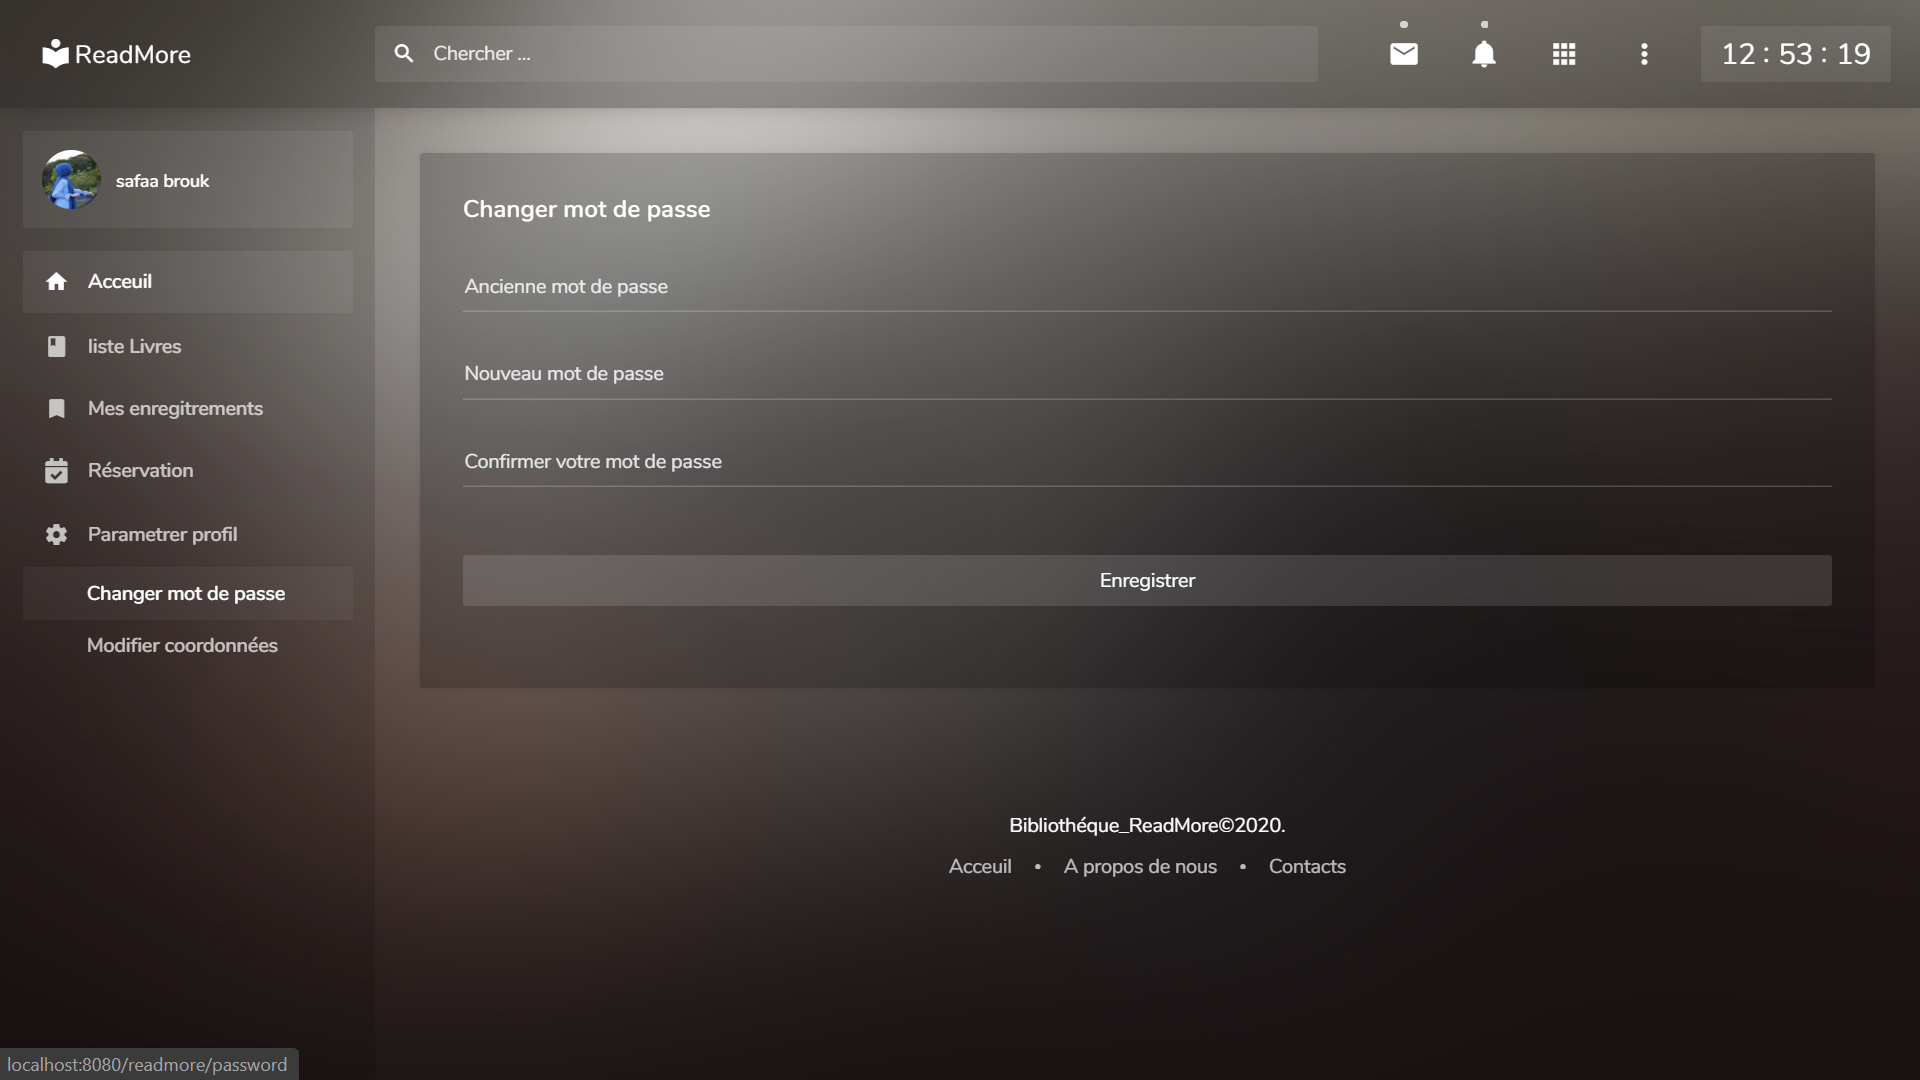 ReadMore
Chercher ...
12 : 53 : 19
safaa brouk
Acceuil
liste Livres
Mes enregitrements
Réservation
Parametrer profil
Changer mot de passe
Modifier coordonnées
Changer mot de passe
Ancienne mot de passe
Nouveau mot de passe
Confirmer votre mot de passe
Enregistrer
Bibliothéque_ReadMore©2020.
Acceuil • A propos de nous • Contacts
localhost:8080/readmore/password